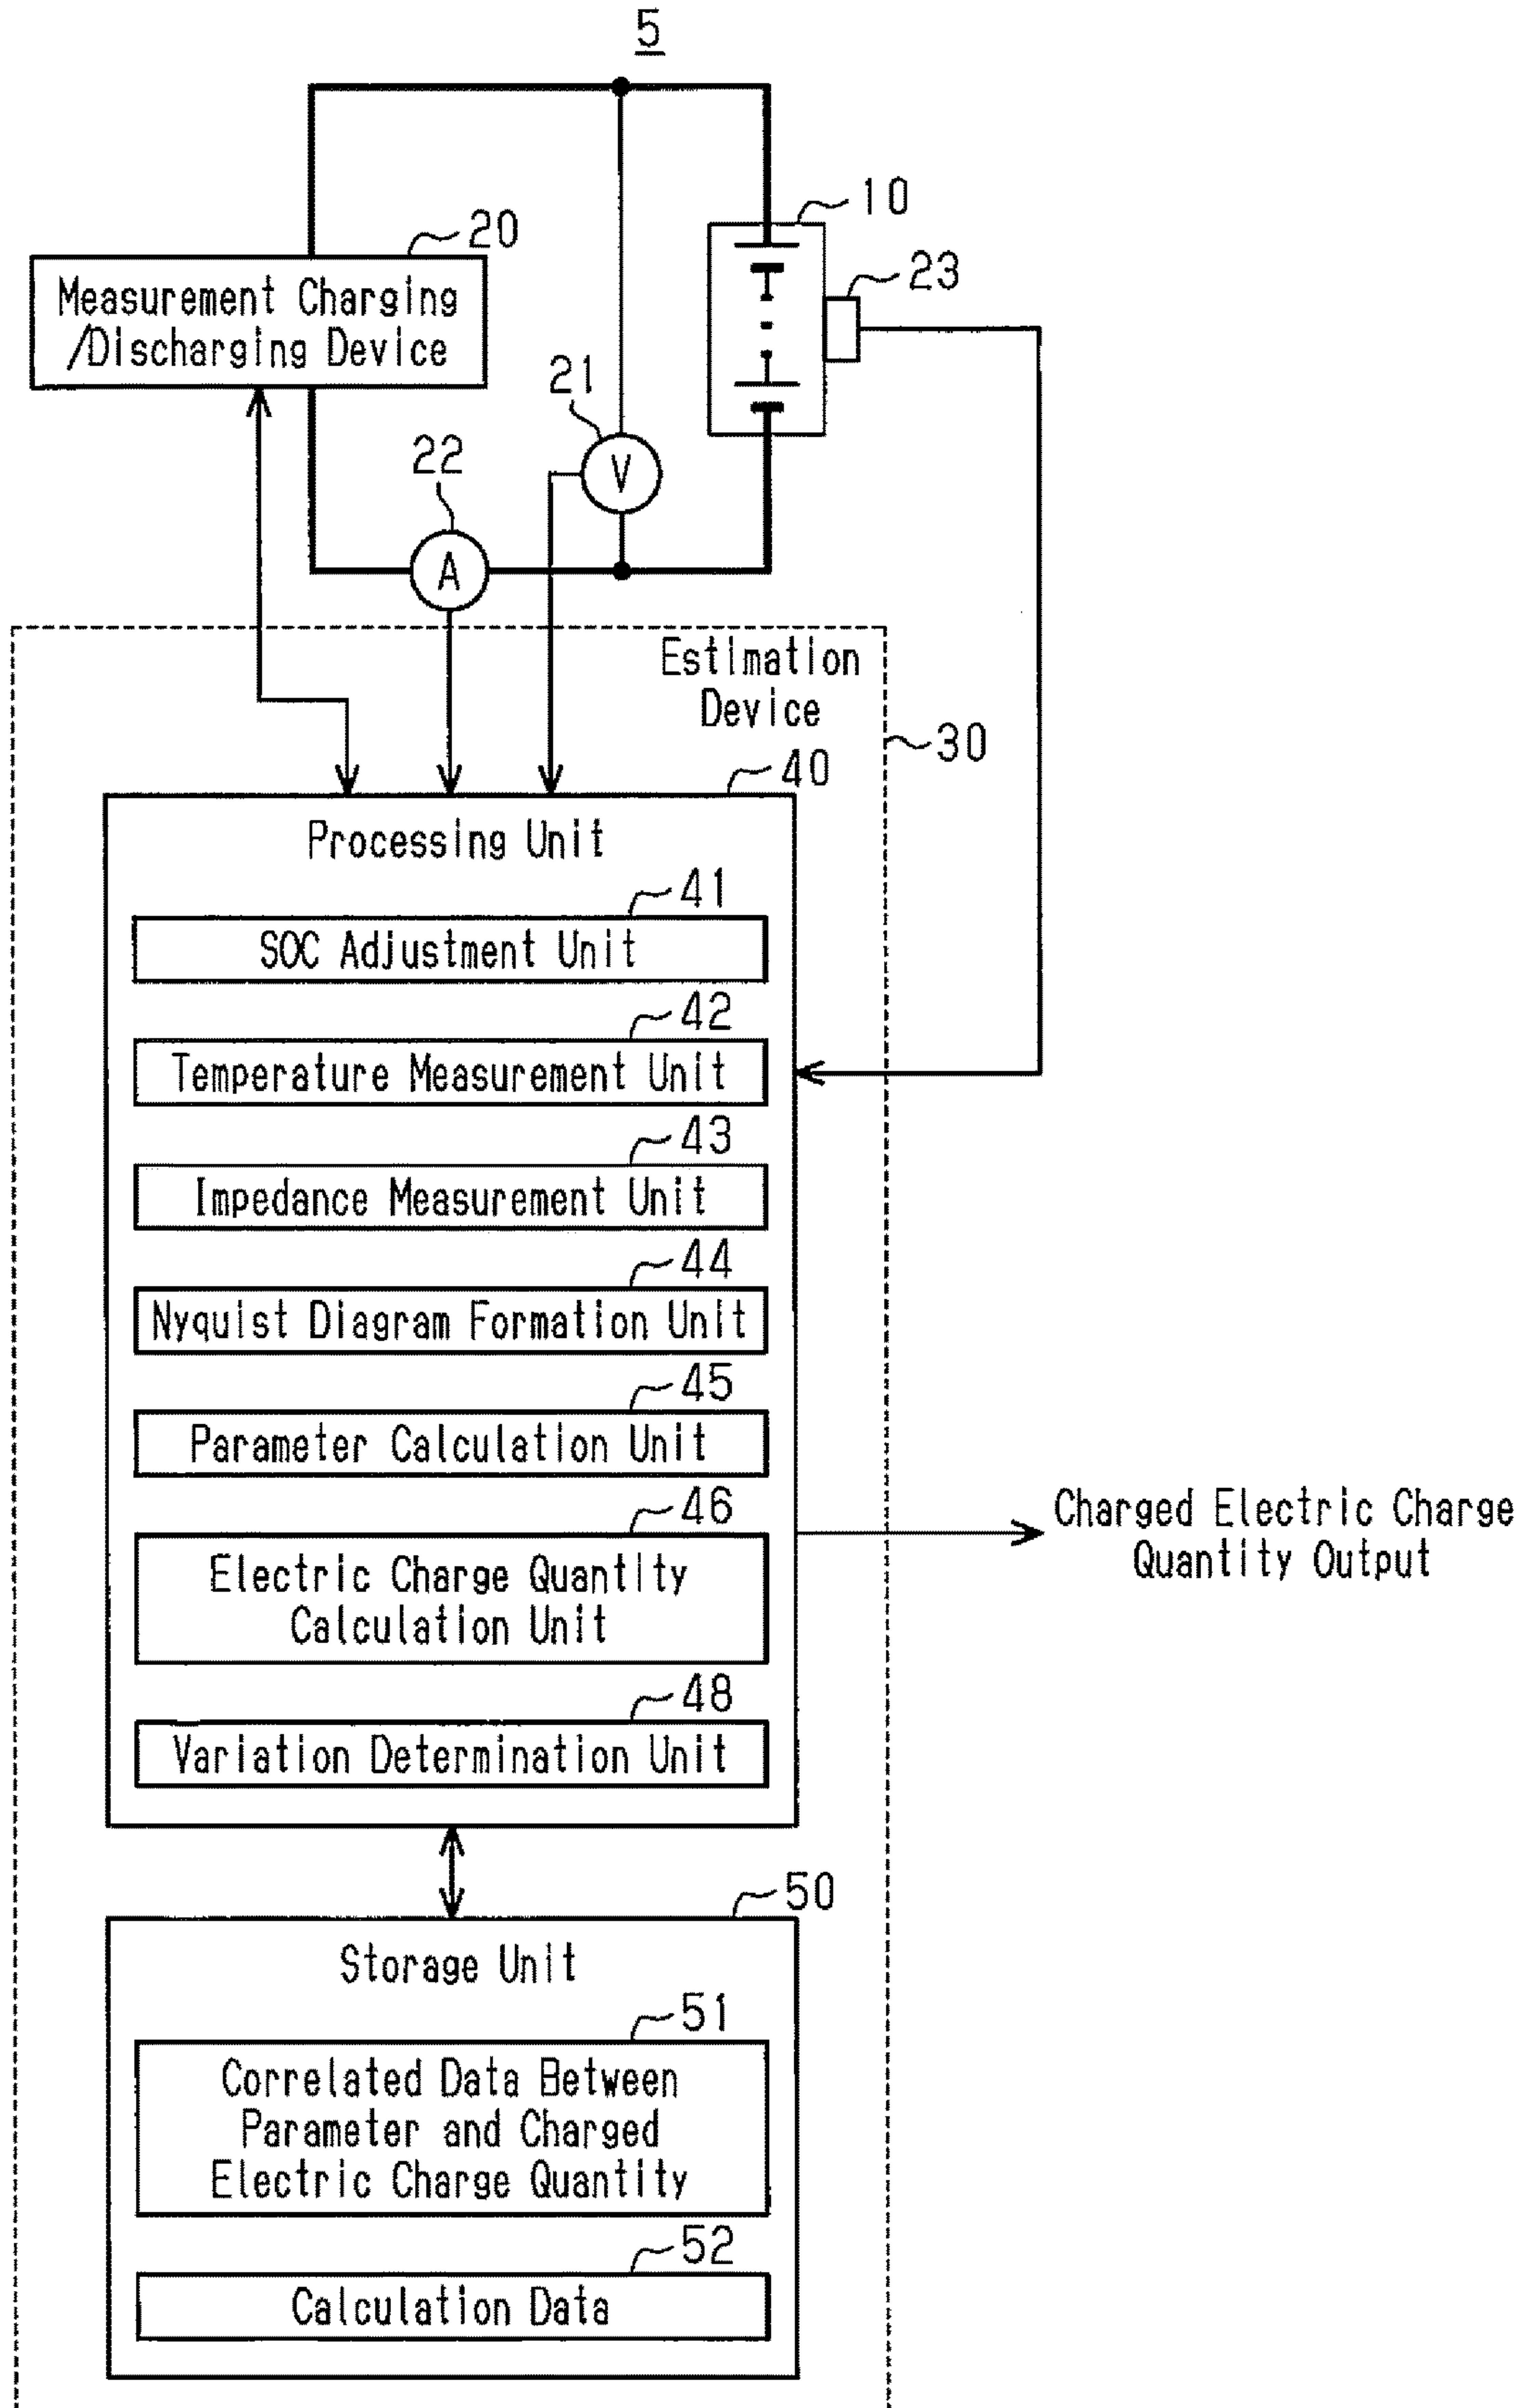 5
10
20
23
Measurement Charging
/Discharging Device
21
V
22
A
Estimation
Device
30
40
Processing Unit
41
SOC Adjustment Unit
42
Temperature Measurement Unit
43
Impedance Measurement Unit
44
Nyquist Diagram Formation Unit
45
Parameter Calculation Unit
46
Electric Charge Quantity
Calculation Unit
Charged Electric Charge
Quantity Output
48
Variation Determination Unit
50
Storage Unit
51
Correlated Data Between
Parameter and Charged
Electric Charge Quantity
52
Calculation Data